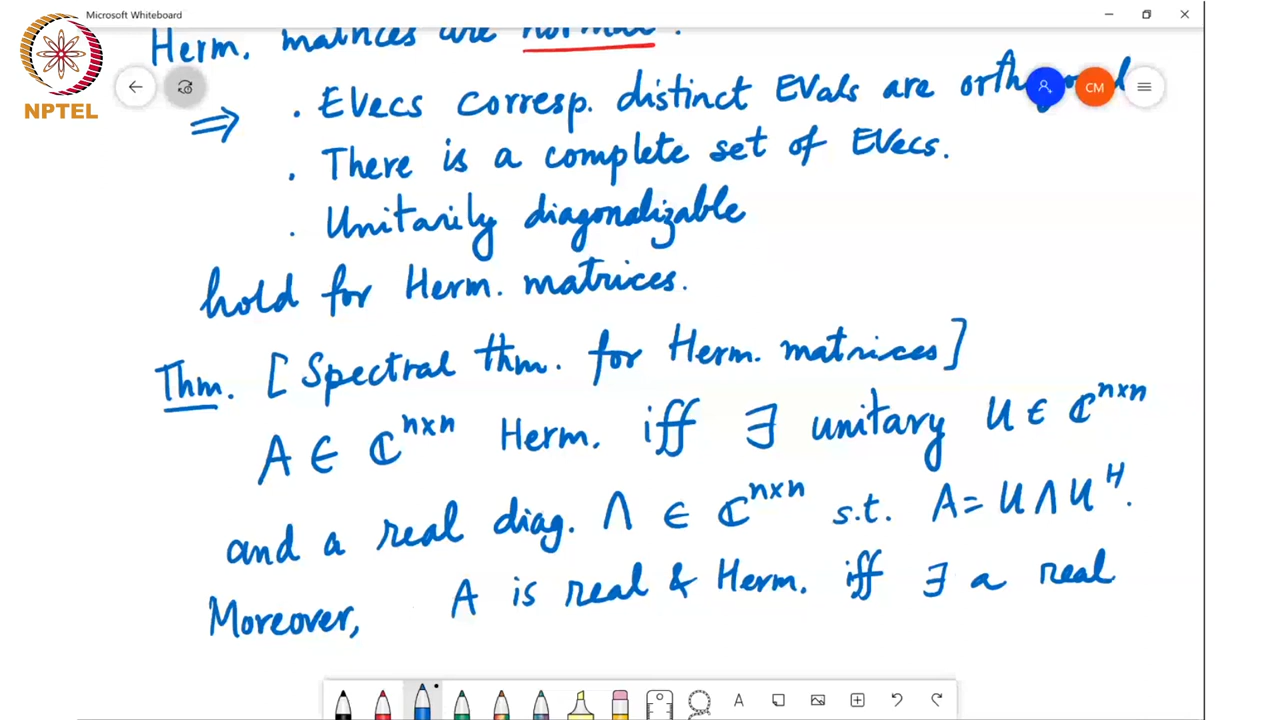 Microsoft Whiteboard
NPTEL
Herm. matrices are normal.
CM
⇒ . EVecs corresp. distinct EVals are orthogonal
. There is a complete set of EVecs.
. Unitarily diagonalizable
hold for Herm. matrices.
Thm. [Spectral thm. for Herm. matrices]
A ∈ ℂ^{n×n} Herm. iff ∃ unitary U ∈ ℂ^{n×n}
and a real diag. Λ ∈ ℂ^{n×n} s.t. A = U Λ U^H.
Moreover, A is real & Herm. iff ∃ a real